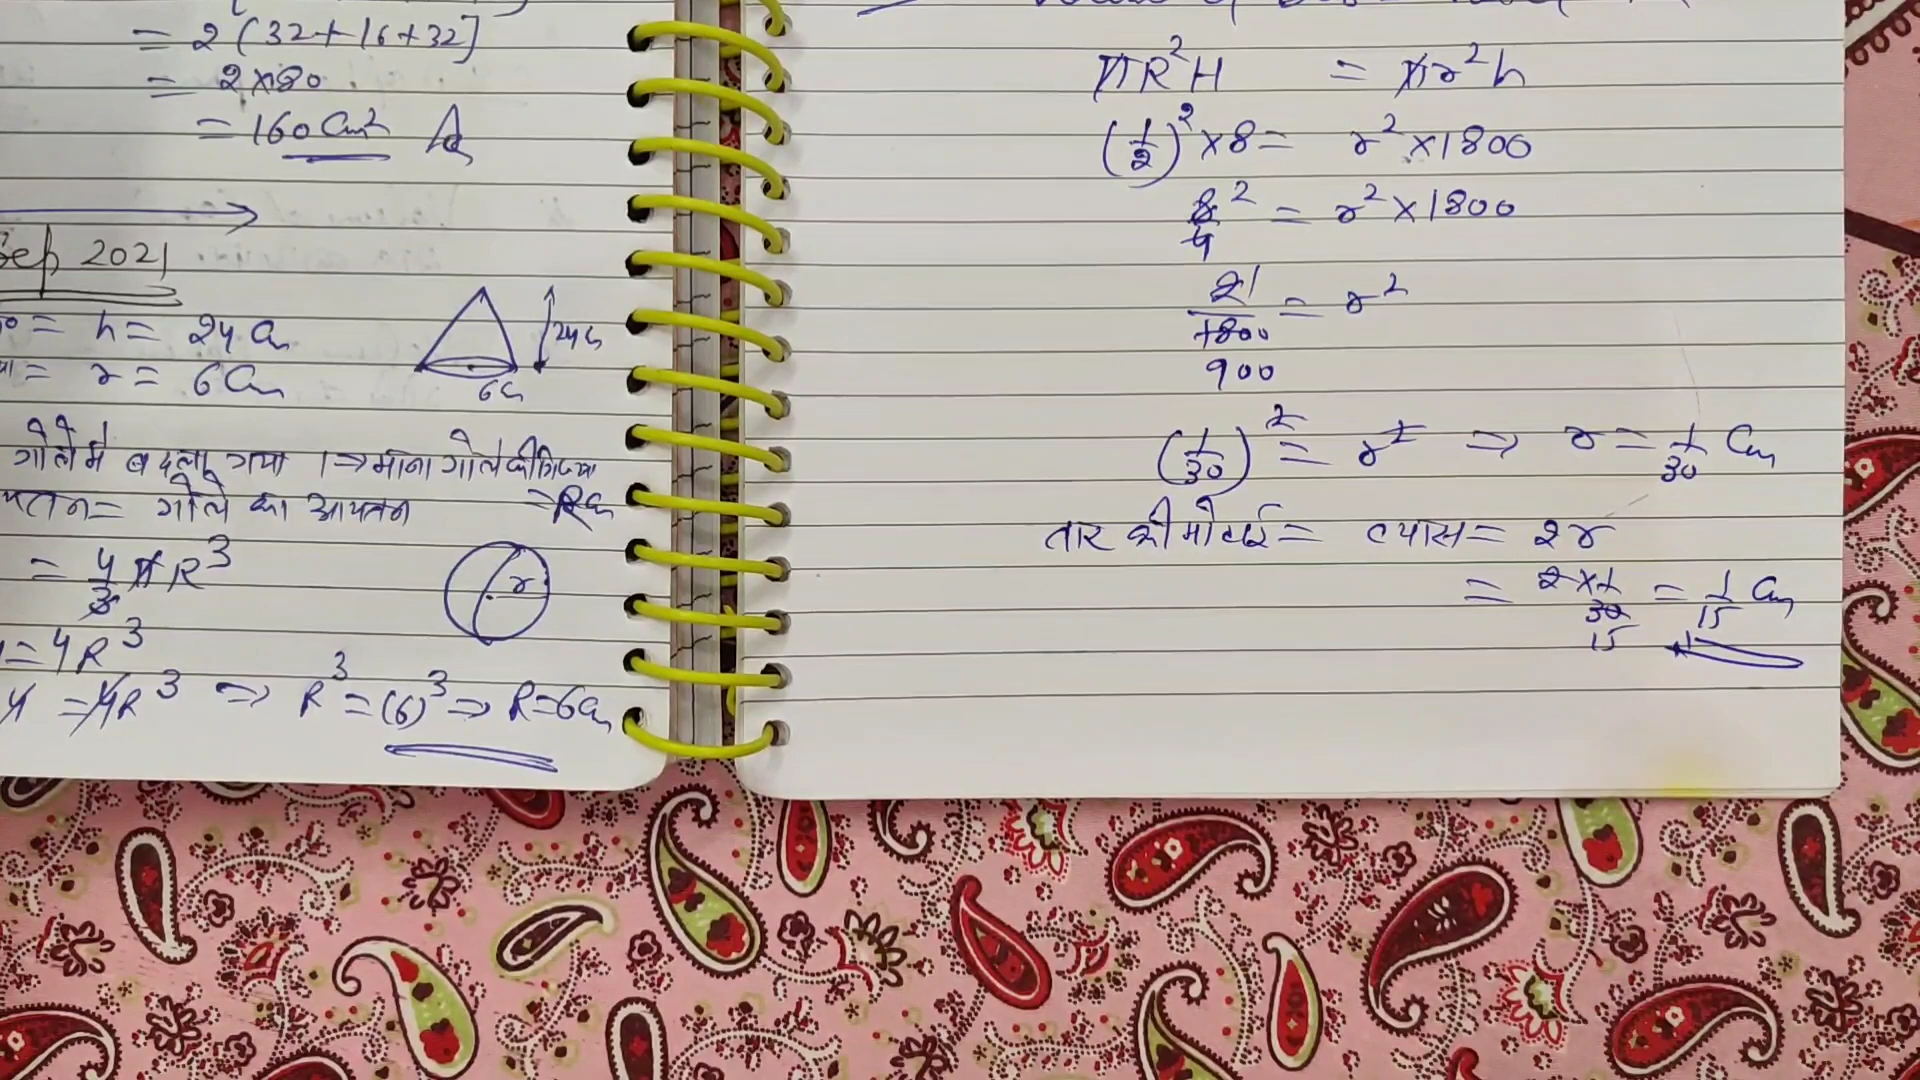 = 2(32+16+32]
= 2×80
= 160 Cm²
Sep 2021
= h = 24 Cm
24 Cm
= r = 6 Cm
6 Cm
गोले में बदला गया । → माना गोले की त्रिज्या
= R Cm
= गोले का आयतन
= 4/3 π R³
r
= 4R³
4 = 4R³ ⇒ R³ = (6)³ ⇒ R = 6 Cm
πR²H = πr²h
(1/2)² × 8 = r² × 1800
8/4 2 = r² × 1800
2 1/1800 = r²
900
(1/30)² = r² ⇒ r = 1/30 Cm
तार की मोटाई = व्यास = 2r
= 2×1/30 = 1/15 Cm
15